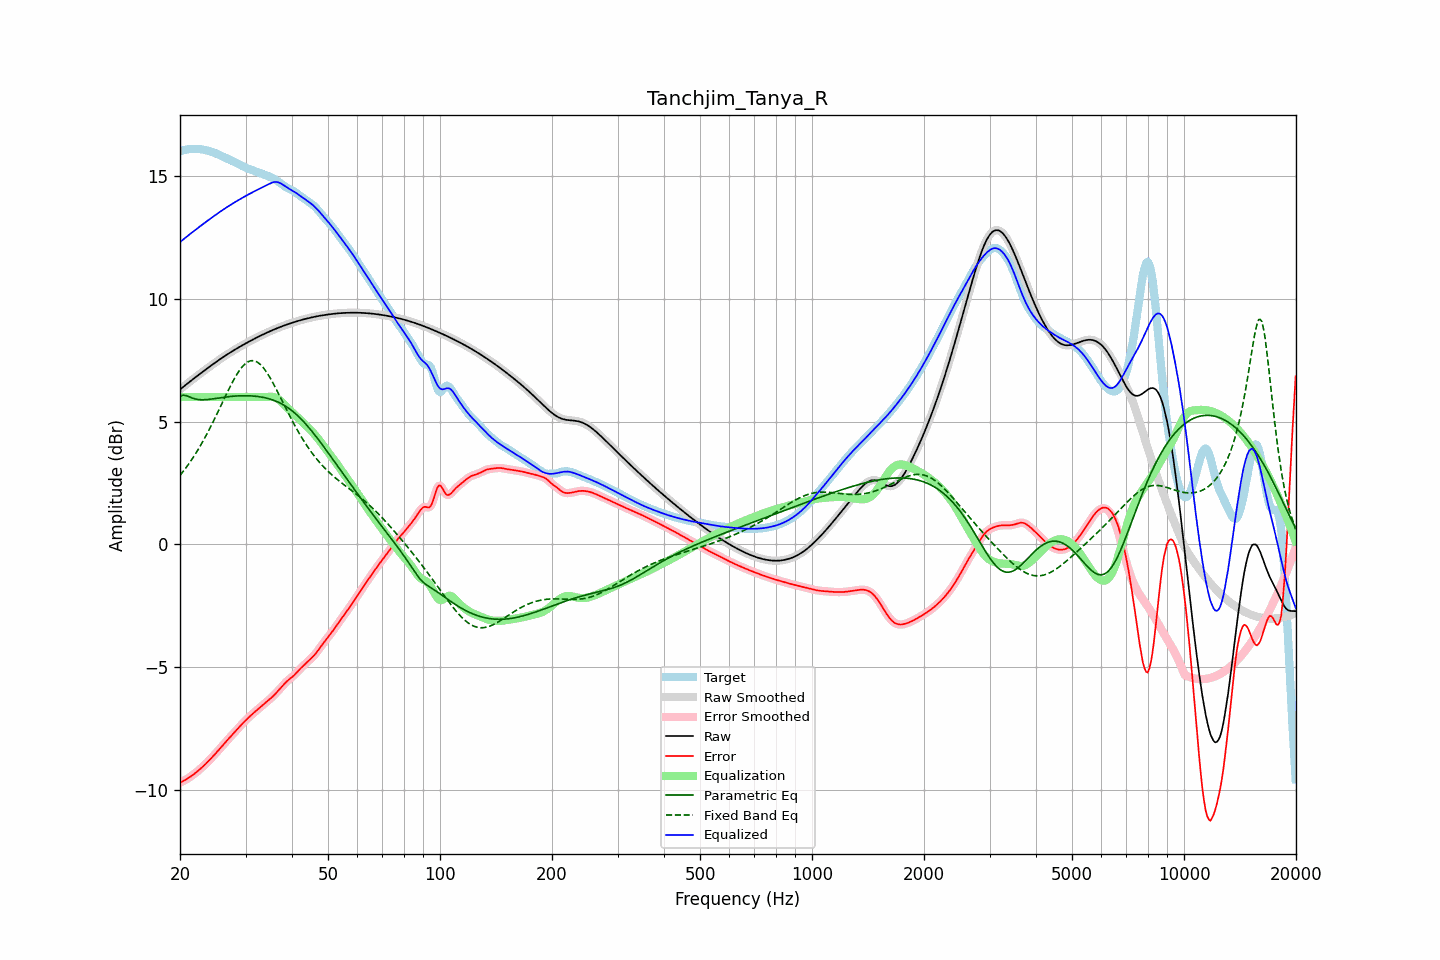 Tanchjim_Tanya_R
Amplitude (dBr)
15
10
5
0
−5
−10
Target
Raw Smoothed
Error Smoothed
Raw
Error
Equalization
Parametric Eq
Fixed Band Eq
Equalized
20
50
100
200
500
1000
2000
5000
10000
20000
Frequency (Hz)